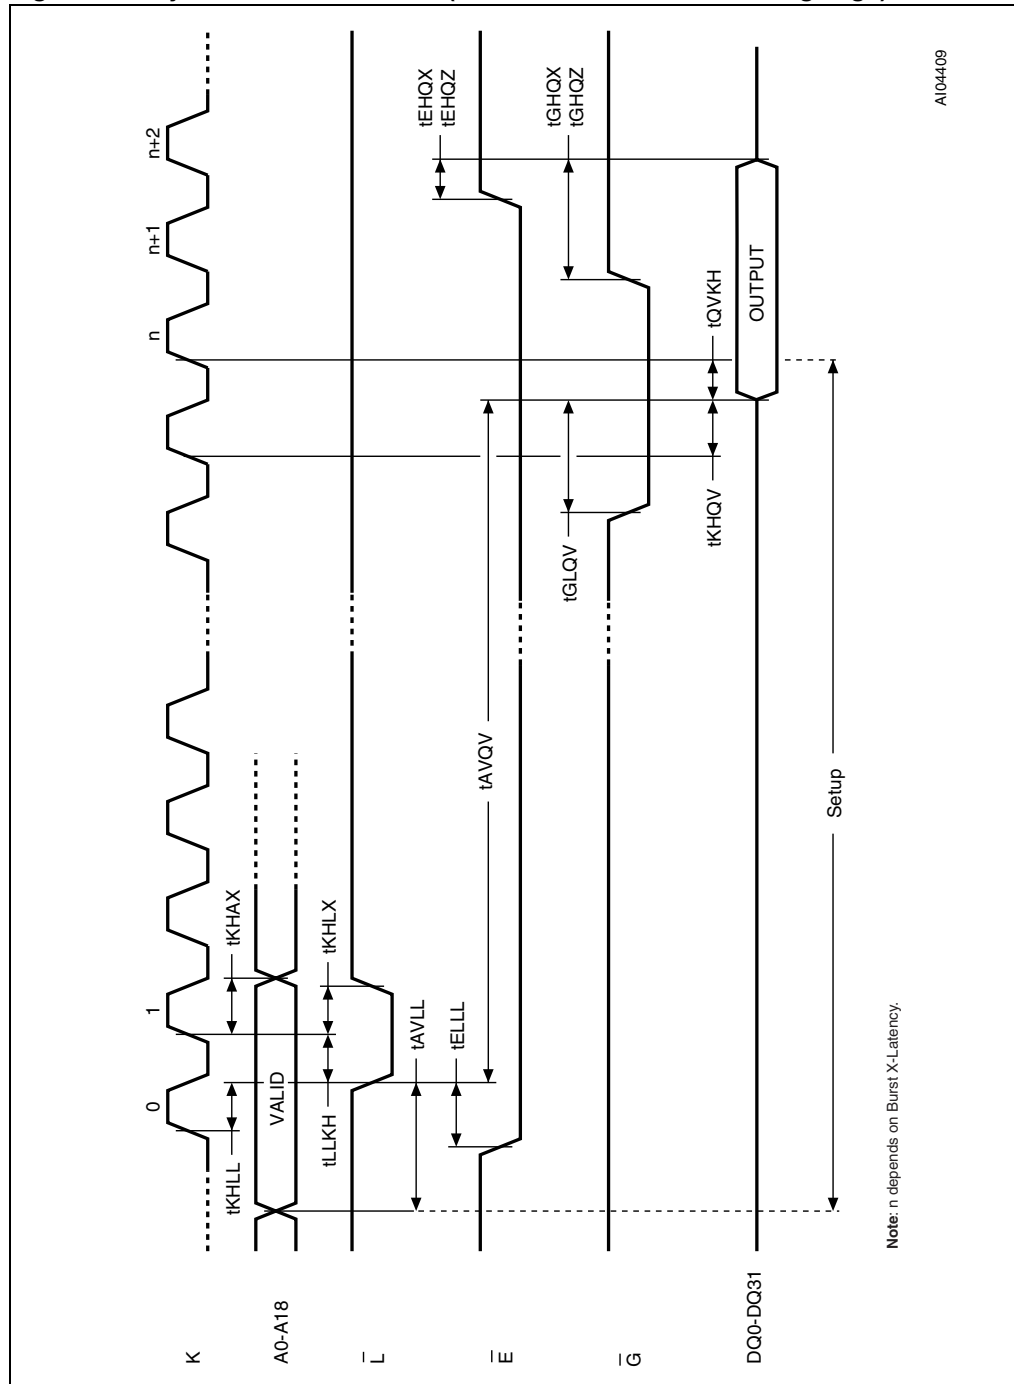 K
0
1
n
n+1
n+2
tKHLL
tKHAX
A0-A18
VALID
L
tLLKH
tKHLX
tAVLL
E
tELLL
tAVQV
tEHQX
tEHQZ
G
tGLQV
tGHQX
tGHQZ
tKHQV
tQVKH
DQ0-DQ31
OUTPUT
Setup
Note: n depends on Burst X-Latency.
AI04409